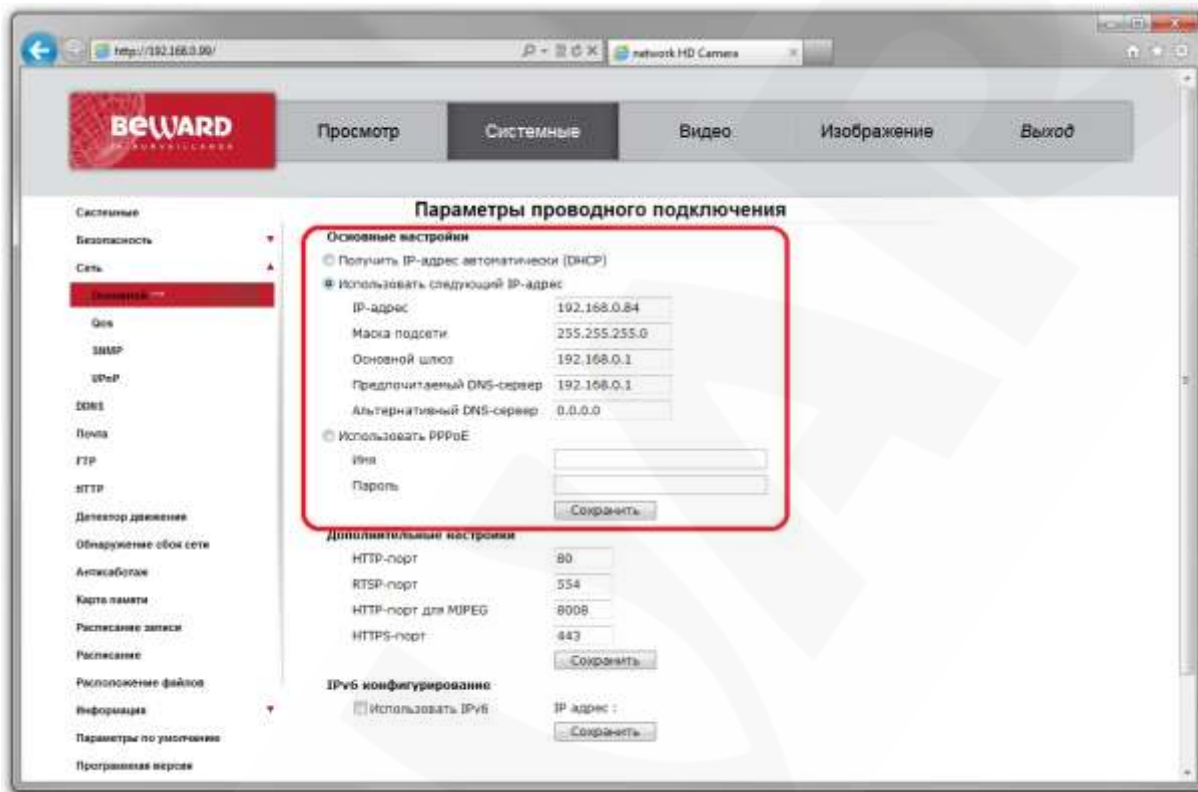 http://192.168.0.99/
network HD Camera
BEWARD
Просмотр
Системные
Видео
Изображение
Выход
Системные
Безопасность
Сеть
Основной
Qos
SNMP
UPnP
DDNS
Почта
FTP
HTTP
Детектор движения
Обнаружение сбоя сети
Антисаботаж
Карта памяти
Расписание записи
Расписание
Расположение файлов
Информация
Параметры по умолчанию
Программная версия
Параметры проводного подключения
Основные настройки
Получить IP-адрес автоматически (DHCP)
Использовать следующий IP-адрес
IP-адрес 192.168.0.84
Маска подсети 255.255.255.0
Основной шлюз 192.168.0.1
Предпочитаемый DNS-сервер 192.168.0.1
Альтернативный DNS-сервер 0.0.0.0
Использовать PPPoE
Имя
Пароль
Сохранить
Дополнительные настройки
HTTP-порт 80
RTSP-порт 554
HTTP-порт для MJPEG 8008
HTTPS-порт 443
Сохранить
IPv6 конфигурирование
Использовать IPv6 IP адрес :
Сохранить